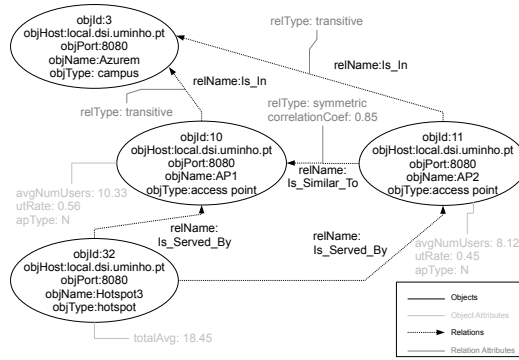 objId:3
objHost:local.dsi.uminho.pt
objPort:8080
objName:Azurem
objType: campus
relType: transitive
relName:Is_In
relName:Is_In
relType: transitive
relType: symmetric
correlationCoef: 0.85
objId:10
objHost:local.dsi.uminho.pt
objPort:8080
objName:AP1
objType:access point
relName:
Is_Similar_To
objId:11
objHost:local.dsi.uminho.pt
objPort:8080
objName:AP2
objType:access point
avgNumUsers: 10.33
utRate: 0.56
apType: N
relName:
Is_Served_By
relName:
Is_Served_By
avgNumUsers: 8.12
utRate: 0.45
apType: N
objId:32
objHost:local.dsi.uminho.pt
objPort:8080
objName:Hotspot3
objType:hotspot
totalAvg: 18.45
Objects
Object Attributes
Relations
Relation Attributes